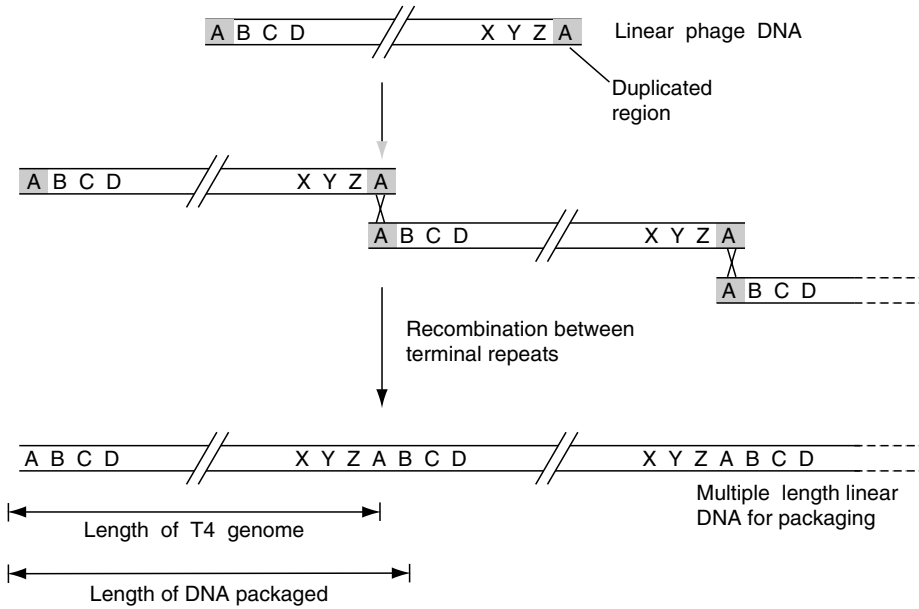 A B C D X Y Z A Linear phage DNA
Duplicated
region
A B C D X Y Z A
A B C D X Y Z A
A B C D
Recombination between
terminal repeats
A B C D X Y Z A B C D X Y Z A B C D
Multiple length linear
DNA for packaging
Length of T4 genome
Length of DNA packaged